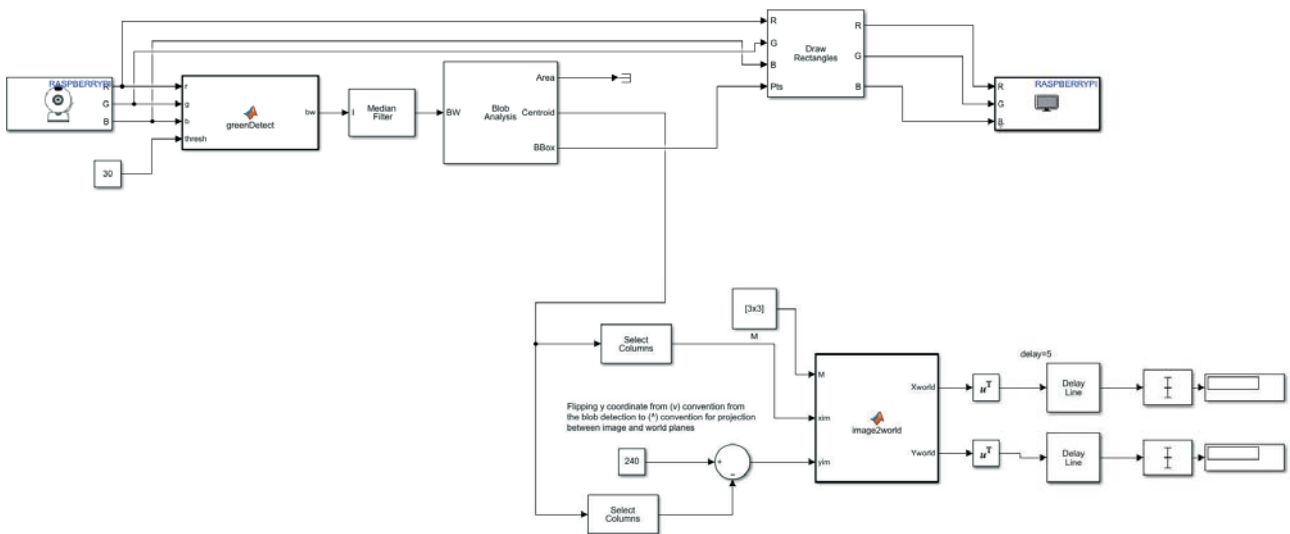 RASPBERRYPI
R
G
B
30
r
g
b
thresh
greenDetect
bw
I
Median
Filter
BW
Blob
Analysis
Area
Centroid
BBox
R
G
B
Pts
Draw
Rectangles
R
G
B
RASPBERRYPI
R
G
B
Select
Columns
[3x3]
M
Flipping y coordinate from (v) convention from
the blob detection to (^) convention for projection
between image and world planes
240
+
−
Select
Columns
M
xim
yim
image2world
Xworld
Yworld
uT
uT
delay=5
Delay
Line
Delay
Line